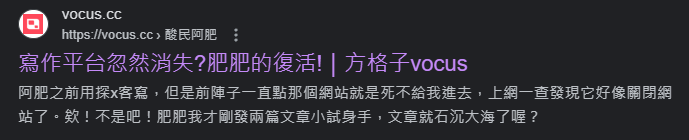 vocus.cc
https://vocus.cc › 酸民阿肥
寫作平台忽然消失?肥肥的復活! | 方格子vocus
阿肥之前用探x客寫，但是前陣子一直點那個網站就是死不給我進去，上網一查發現它好像關閉網
站了。欸！不是吧！肥肥我才剛發兩篇文章小試身手，文章就石沉大海了喔？